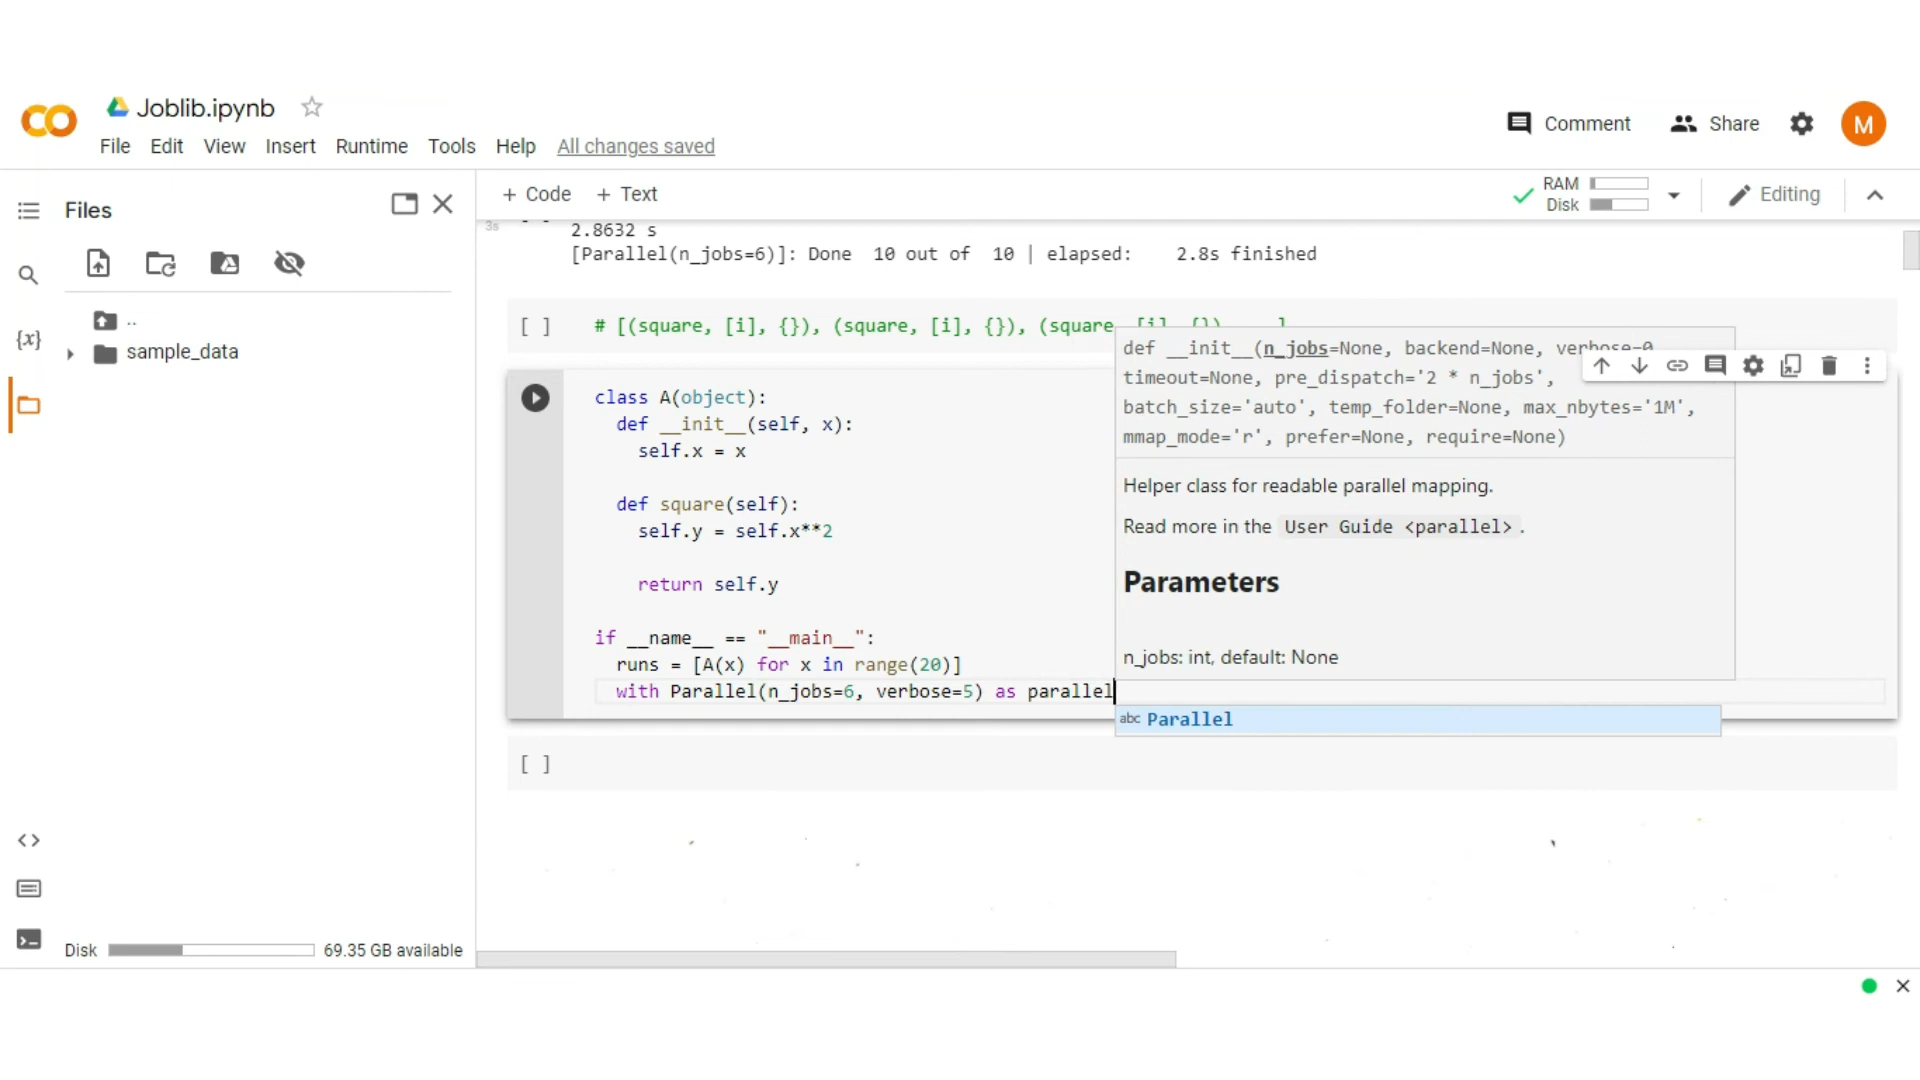 Joblib.ipynb
File Edit View Insert Runtime Tools Help All changes saved
Comment Share M
Files
+ Code + Text
RAM
Disk
Editing
3s
2.8632 s
[Parallel(n_jobs=6)]: Done 10 out of 10 | elapsed: 2.8s finished
..
sample_data
{x}
[ ] # [(square, [i], {}), (square, [i], {}), (square, [i], {}) ]
class A(object):
def __init__(self, x):
self.x = x
def square(self):
self.y = self.x**2
return self.y
if __name__ == "__main__":
runs = [A(x) for x in range(20)]
with Parallel(n_jobs=6, verbose=5) as parallel
def __init__(n_jobs=None, backend=None, verbose=0
timeout=None, pre_dispatch='2 * n_jobs',
batch_size='auto', temp_folder=None, max_nbytes='1M',
mmap_mode='r', prefer=None, require=None)
Helper class for readable parallel mapping.
Read more in the User Guide <parallel> .
Parameters
n_jobs: int, default: None
abc Parallel
[ ]
Disk 69.35 GB available